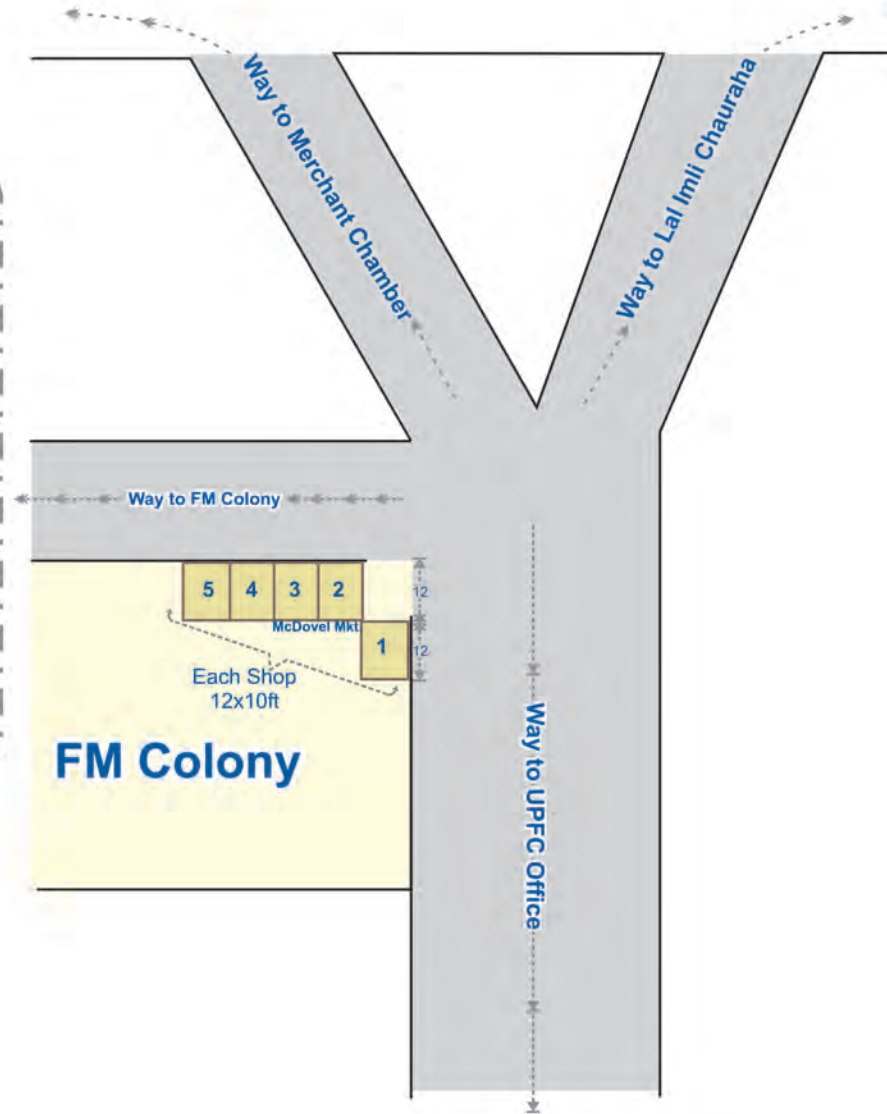 Way to Merchant Chamber
Way to Lal Imli Chauraha
Way to FM Colony
5 4 3 2
12
McDovel Mkt.
1
12
Each Shop
12x10ft
FM Colony
Way to UPFC Office